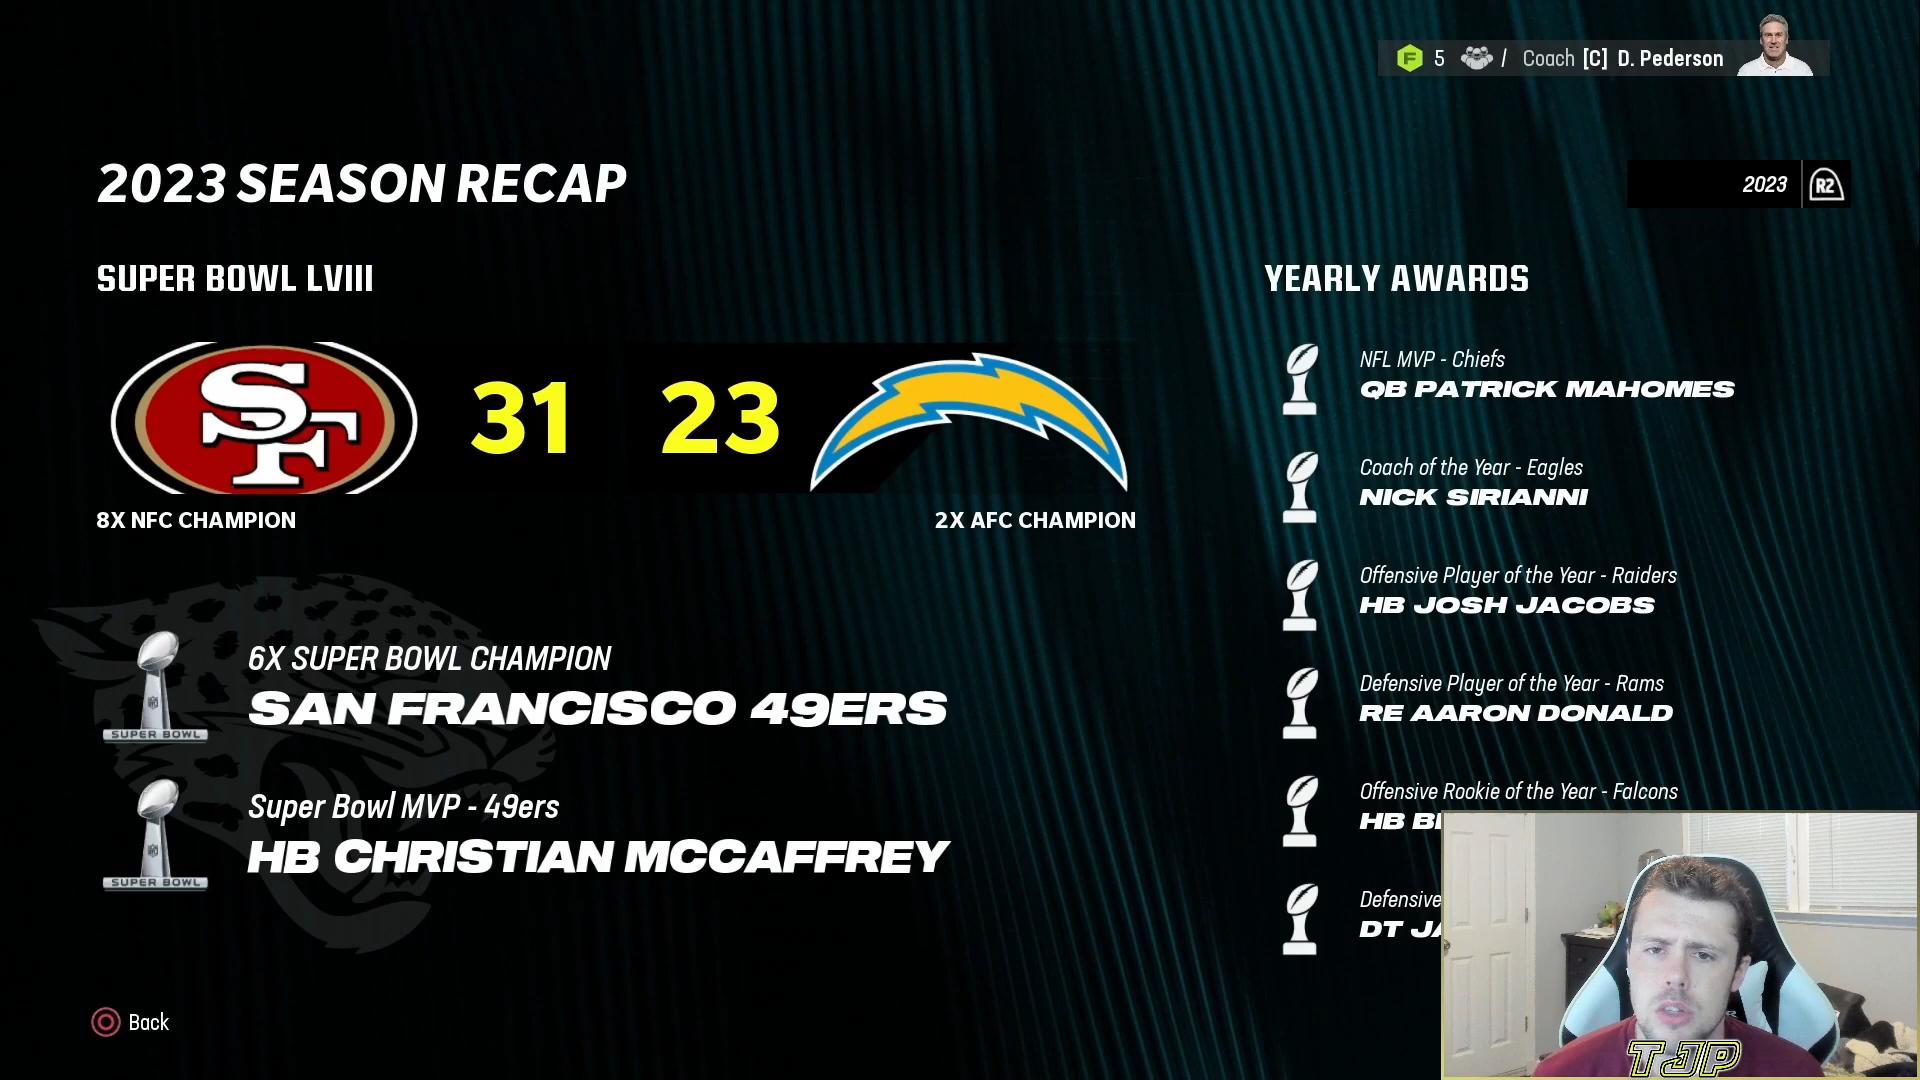 5 / Coach [C] D. Pederson
2023 SEASON RECAP
2023 R2
SUPER BOWL LVIII
SF 31 23
8X NFC CHAMPION 2X AFC CHAMPION
6X SUPER BOWL CHAMPION
SAN FRANCISCO 49ERS
SUPER BOWL
Super Bowl MVP - 49ers
HB CHRISTIAN MCCAFFREY
SUPER BOWL
YEARLY AWARDS
NFL MVP - Chiefs
QB PATRICK MAHOMES
Coach of the Year - Eagles
NICK SIRIANNI
Offensive Player of the Year - Raiders
HB JOSH JACOBS
Defensive Player of the Year - Rams
RE AARON DONALD
Offensive Rookie of the Year - Falcons
HB
Defensive
DT
Back
TJP